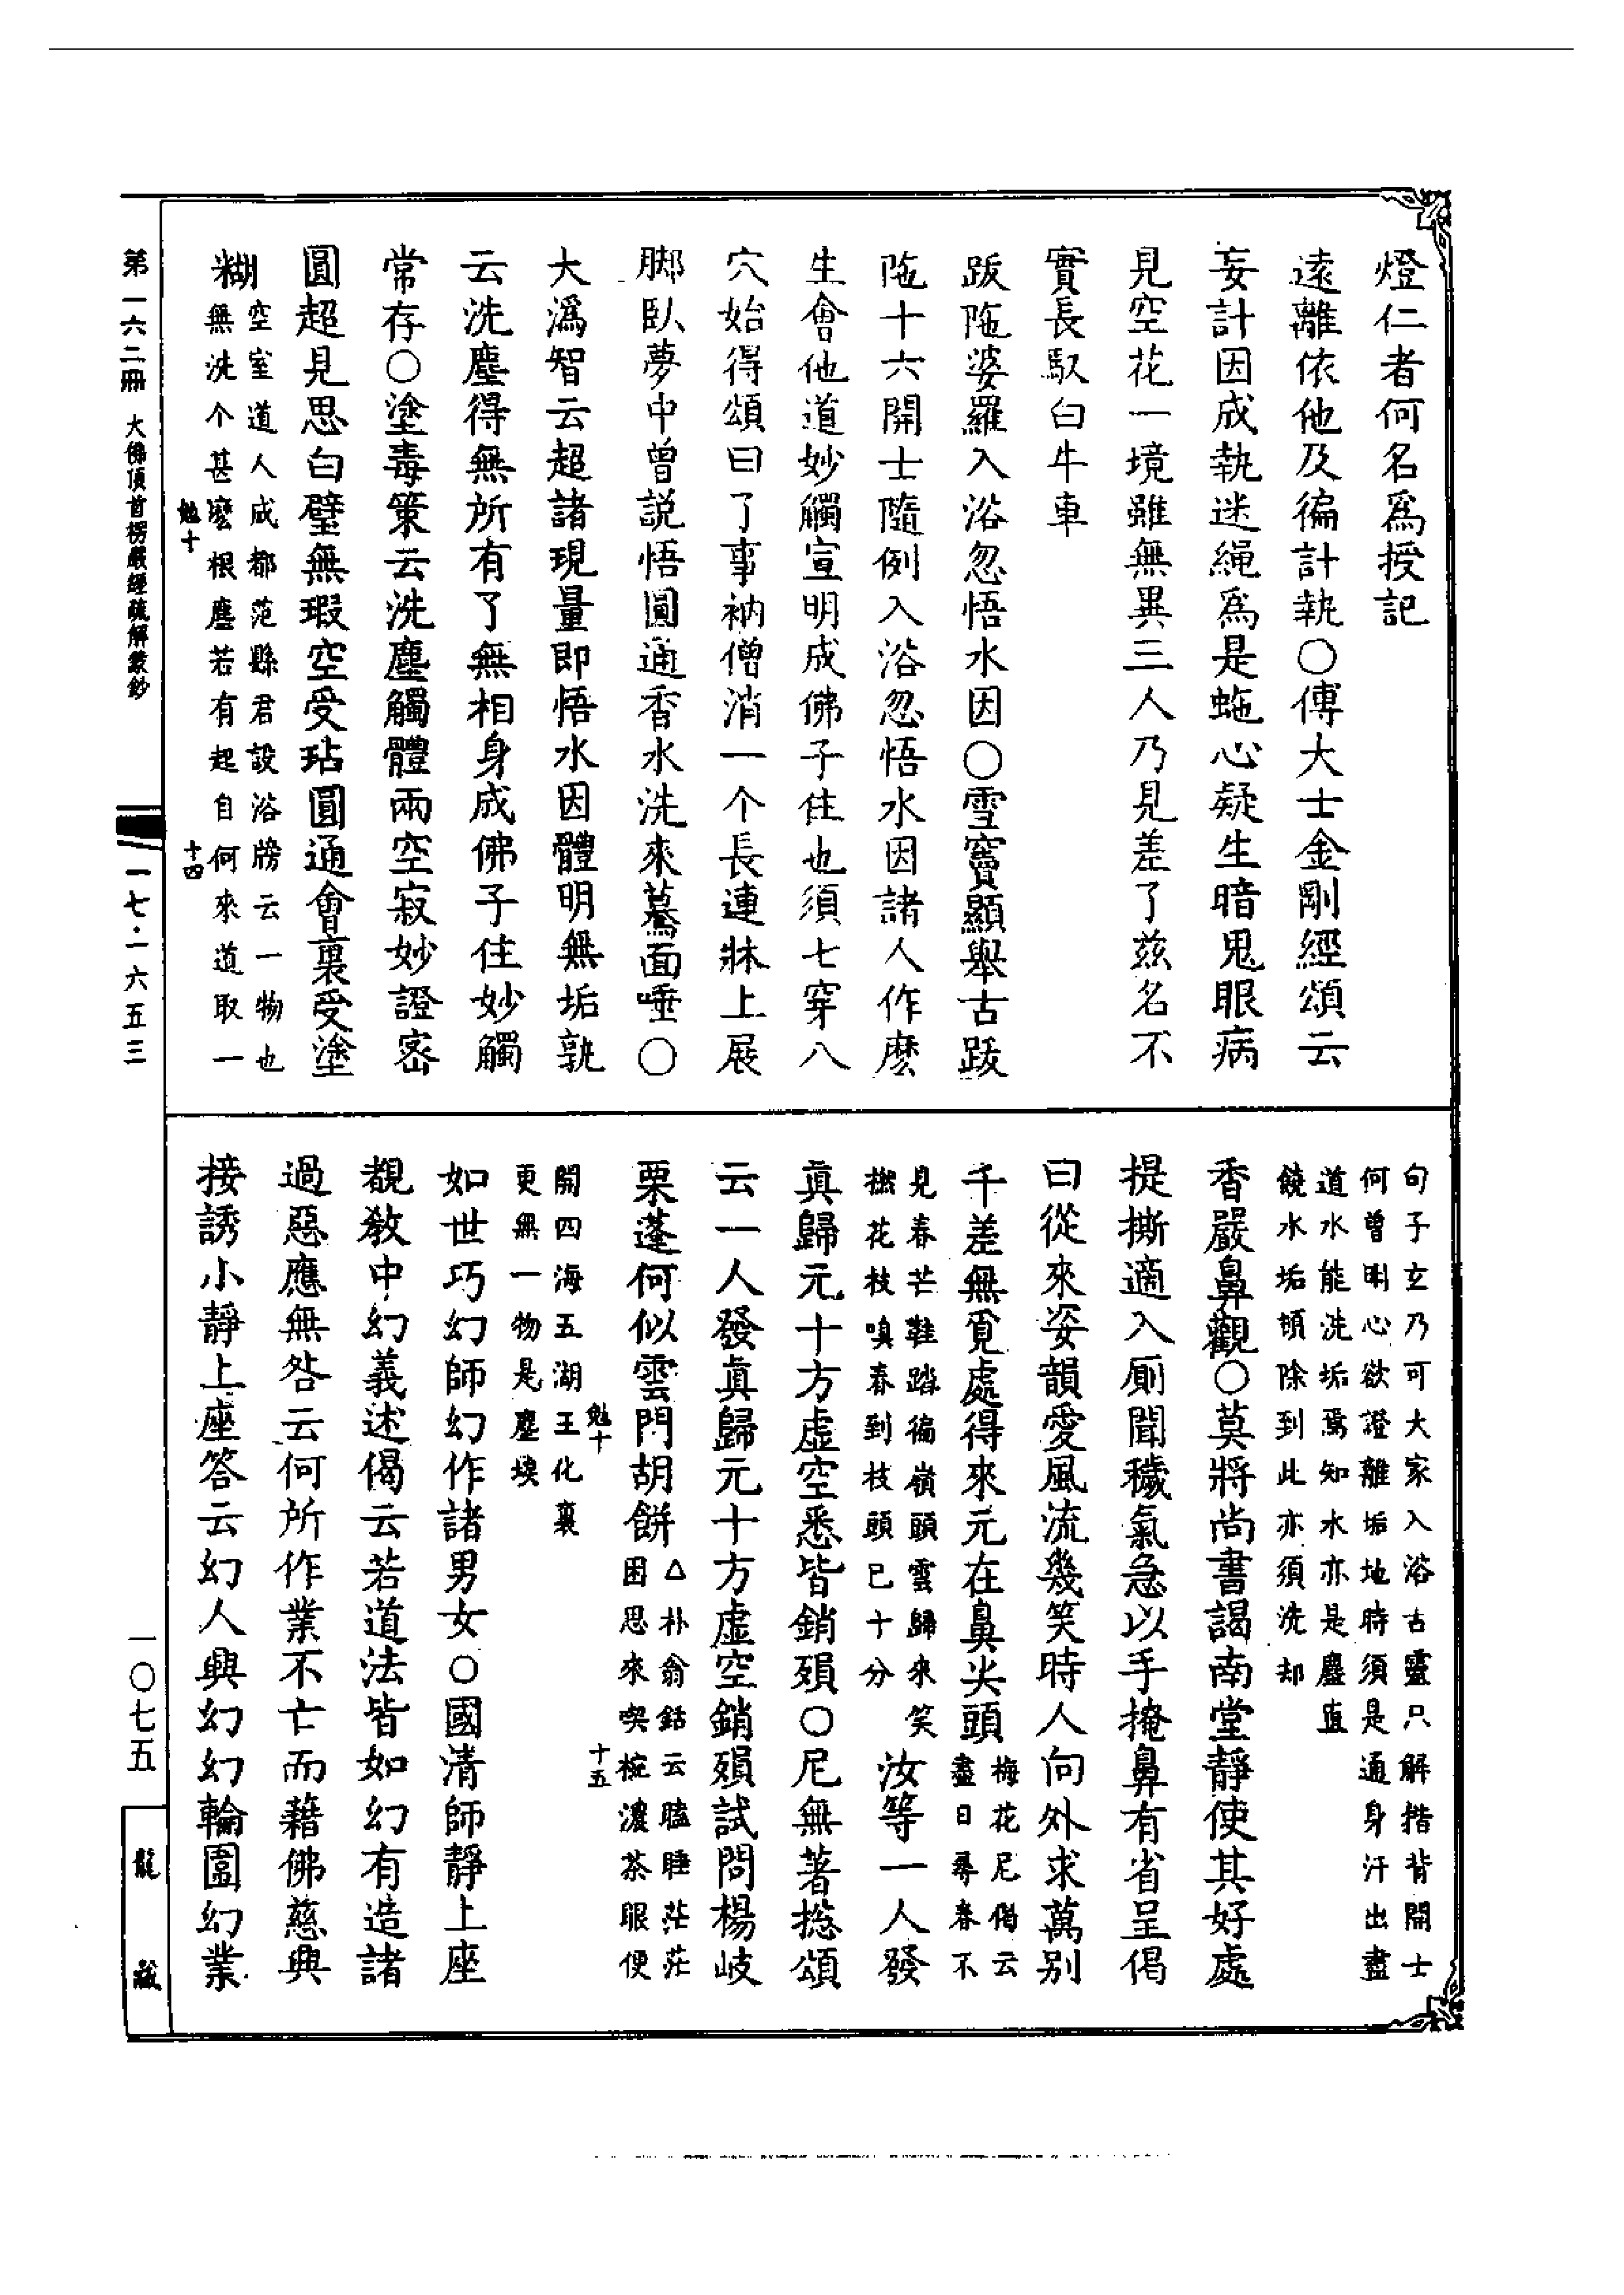 燈仁者何名爲授記
遠離依他及徧計執○傅大士金剛經頌云
妄計因成執迷繩爲是虵心疑生暗鬼眼病
見空花一境雖無異三人乃見差了兹名不
實長馭白牛車
跋陁婆羅入浴忽悟水因○雪竇顯舉古跋
陁十六開士隨例入浴忽悟水因諸人作麽
生會他道妙觸宣明成佛子住也須七穿八
穴始得頌曰了事衲僧消一个長連牀上展
脚臥夢中曾説悟圓通香水洗來驀面唾○
大潙智云超諸現量即悟水因體明無垢孰
云洗塵得無所有了無相身成佛子住妙觸
常存○塗毒策云洗塵觸體兩空寂妙證密
圓超見思白璧無瑕空受玷圓通會裏受塗
糊
空室道人成都范縣君設浴牓云一物也
無洗个甚麽根塵若有起自何來道取一
勉十
十四
句子玄乃可大家入浴古靈只解揩背開士
何曾明心欲證離垢地時須是通身汗出盡
道水能洗垢焉知水亦是塵直
饒水垢頓除到此亦須洗却
香嚴鼻觀○莫將尚書謁南堂靜使其好處
提撕適入厠聞穢氣急以手掩鼻有省呈偈
曰從來姿韻愛風流幾笑時人向外求萬别
千差無覓處得來元在鼻尖頭
梅花尼偈云
盡日尋春不
見春芒鞋踏徧嶺頭雲歸來笑
撚花枝嗅春到枝頭已十分
汝等一人發
眞歸元十方虚空悉皆銷殞○尼無著捴頌
云一人發眞歸元十方虚空銷殞試問楊岐
栗蓬何似雲門胡餅
△朴翁銛云瞌睡茫茫
困思來喫椀濃茶眼便
勉十
十五
開四海五湖王化裏
更無一物是塵埃
如世巧幻師幻作諸男女○國清師靜上座
覩教中幻義述偈云若道法皆如幻有造諸
過惡應無咎云何所作業不亡而藉佛慈興
接誘小靜上座答云幻人興幻幻輪圍幻業
第一六二冊 大佛頂首楞嚴經疏解蒙鈔
一七·一六五三
一〇七五
龍藏